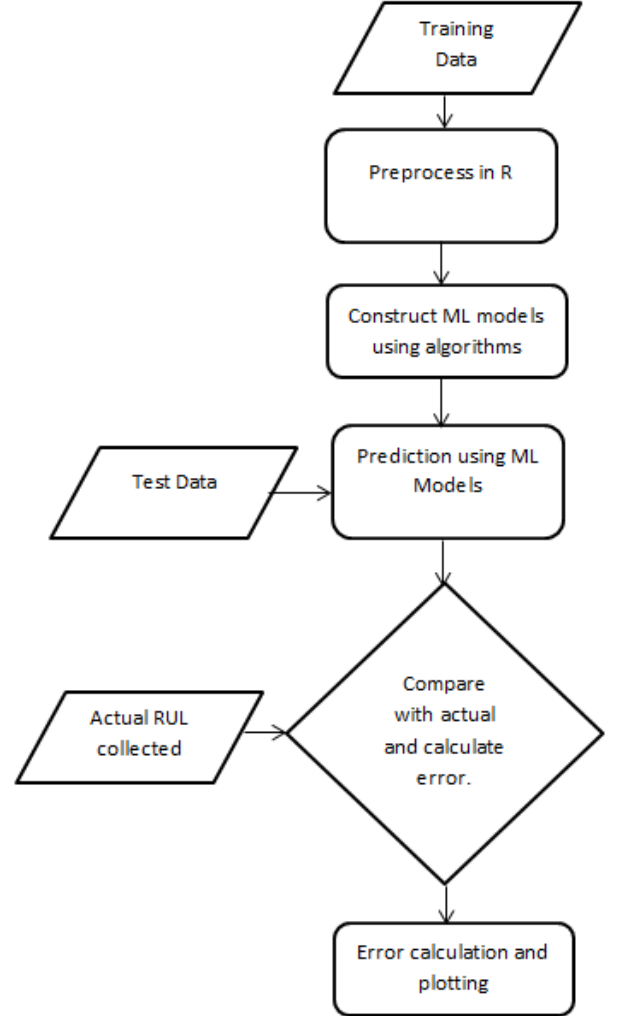 Training
Data
Preprocess in R
Construct ML models
using algorithms
Prediction using ML
Models
Test Data
Compare
with actual
and calculate
error.
Actual RUL
collected
Error calculation and
plotting